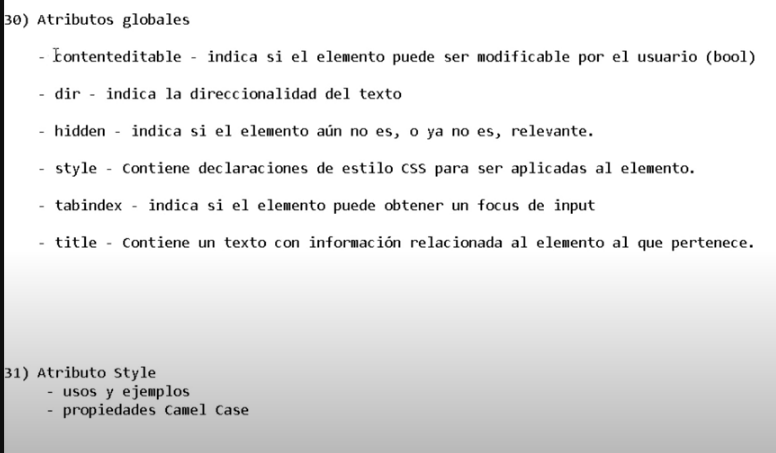 30) Atributos globales
- contenteditable - indica si el elemento puede ser modificable por el usuario (bool)
- dir - indica la direccionalidad del texto
- hidden - indica si el elemento aún no es, o ya no es, relevante.
- style - Contiene declaraciones de estilo CSS para ser aplicadas al elemento.
- tabindex - indica si el elemento puede obtener un focus de input
- title - Contiene un texto con información relacionada al elemento al que pertenece.
31) Atributo Style
- usos y ejemplos
- propiedades Camel Case